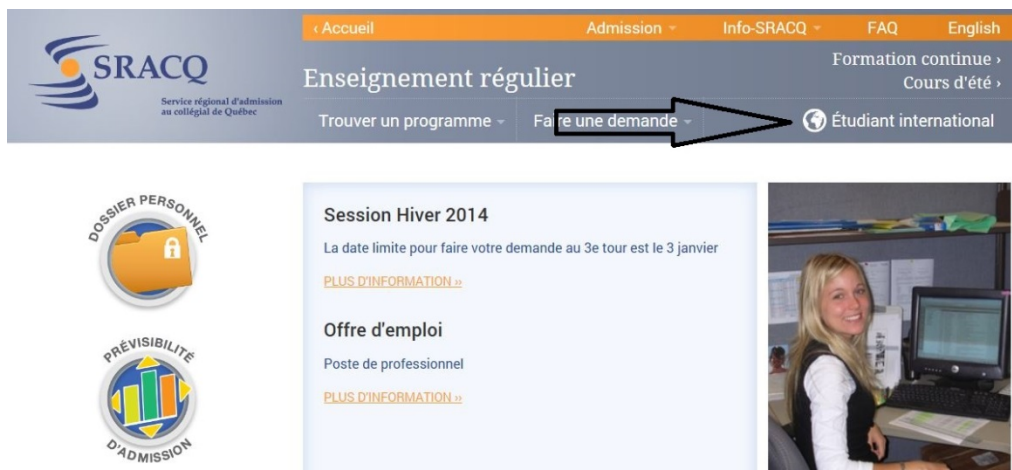 ‹ Accueil
Admission
Info-SRACQ
FAQ
English
SRACQ
Service régional d'admission
au collégial de Québec
Enseignement régulier
Formation continue ›
Cours d'été ›
Trouver un programme
Faire une demande
Étudiant international
DOSSIER PERSONNEL
Session Hiver 2014
La date limite pour faire votre demande au 3e tour est le 3 janvier
PLUS D'INFORMATION »
Offre d'emploi
Poste de professionnel
PLUS D'INFORMATION »
PRÉVISIBILITÉ
D'ADMISSION